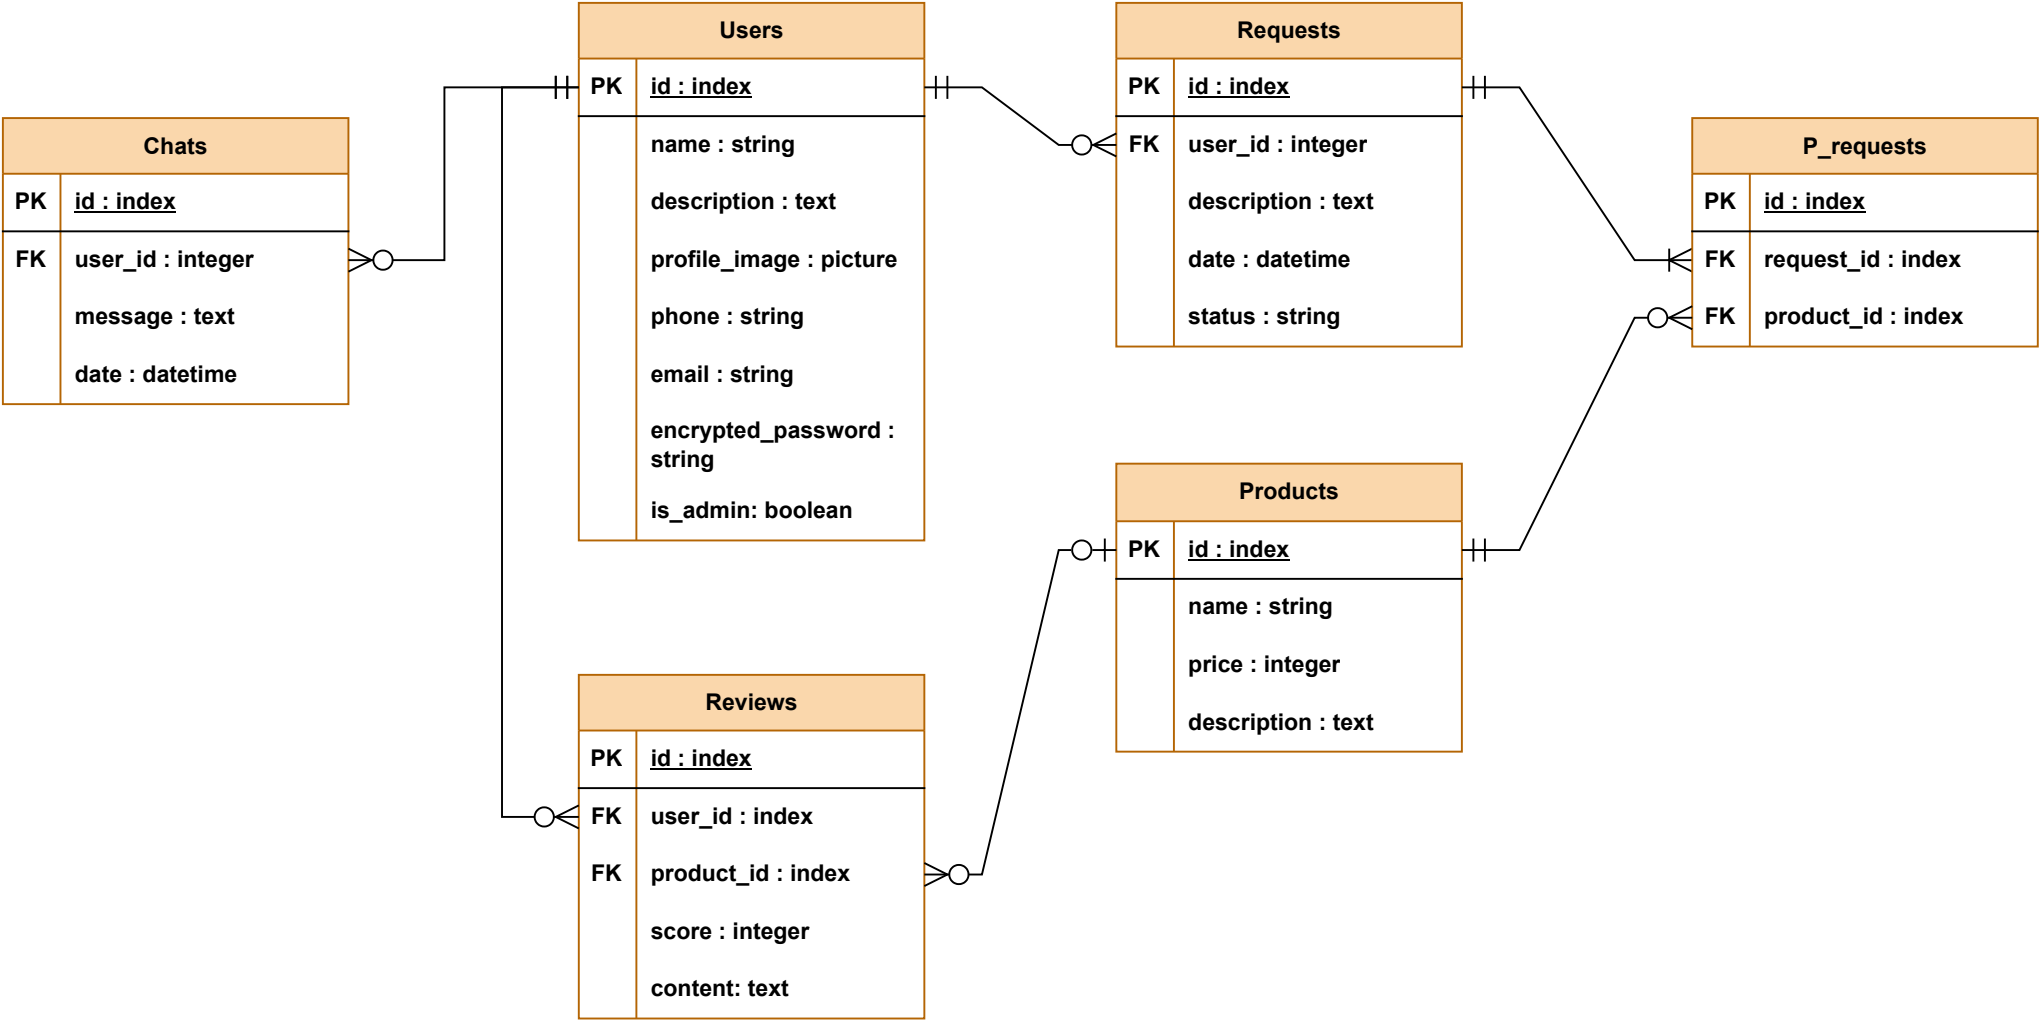 Chats
PK id : index
FK user_id : integer
message : text
date : datetime
Users
PK id : index
name : string
description : text
profile_image : picture
phone : string
email : string
encrypted_password :
string
is_admin: boolean
Requests
PK id : index
FK user_id : integer
description : text
date : datetime
status : string
P_requests
PK id : index
FK request_id : index
FK product_id : index
Products
PK id : index
name : string
price : integer
description : text
Reviews
PK id : index
FK user_id : index
FK product_id : index
score : integer
content: text